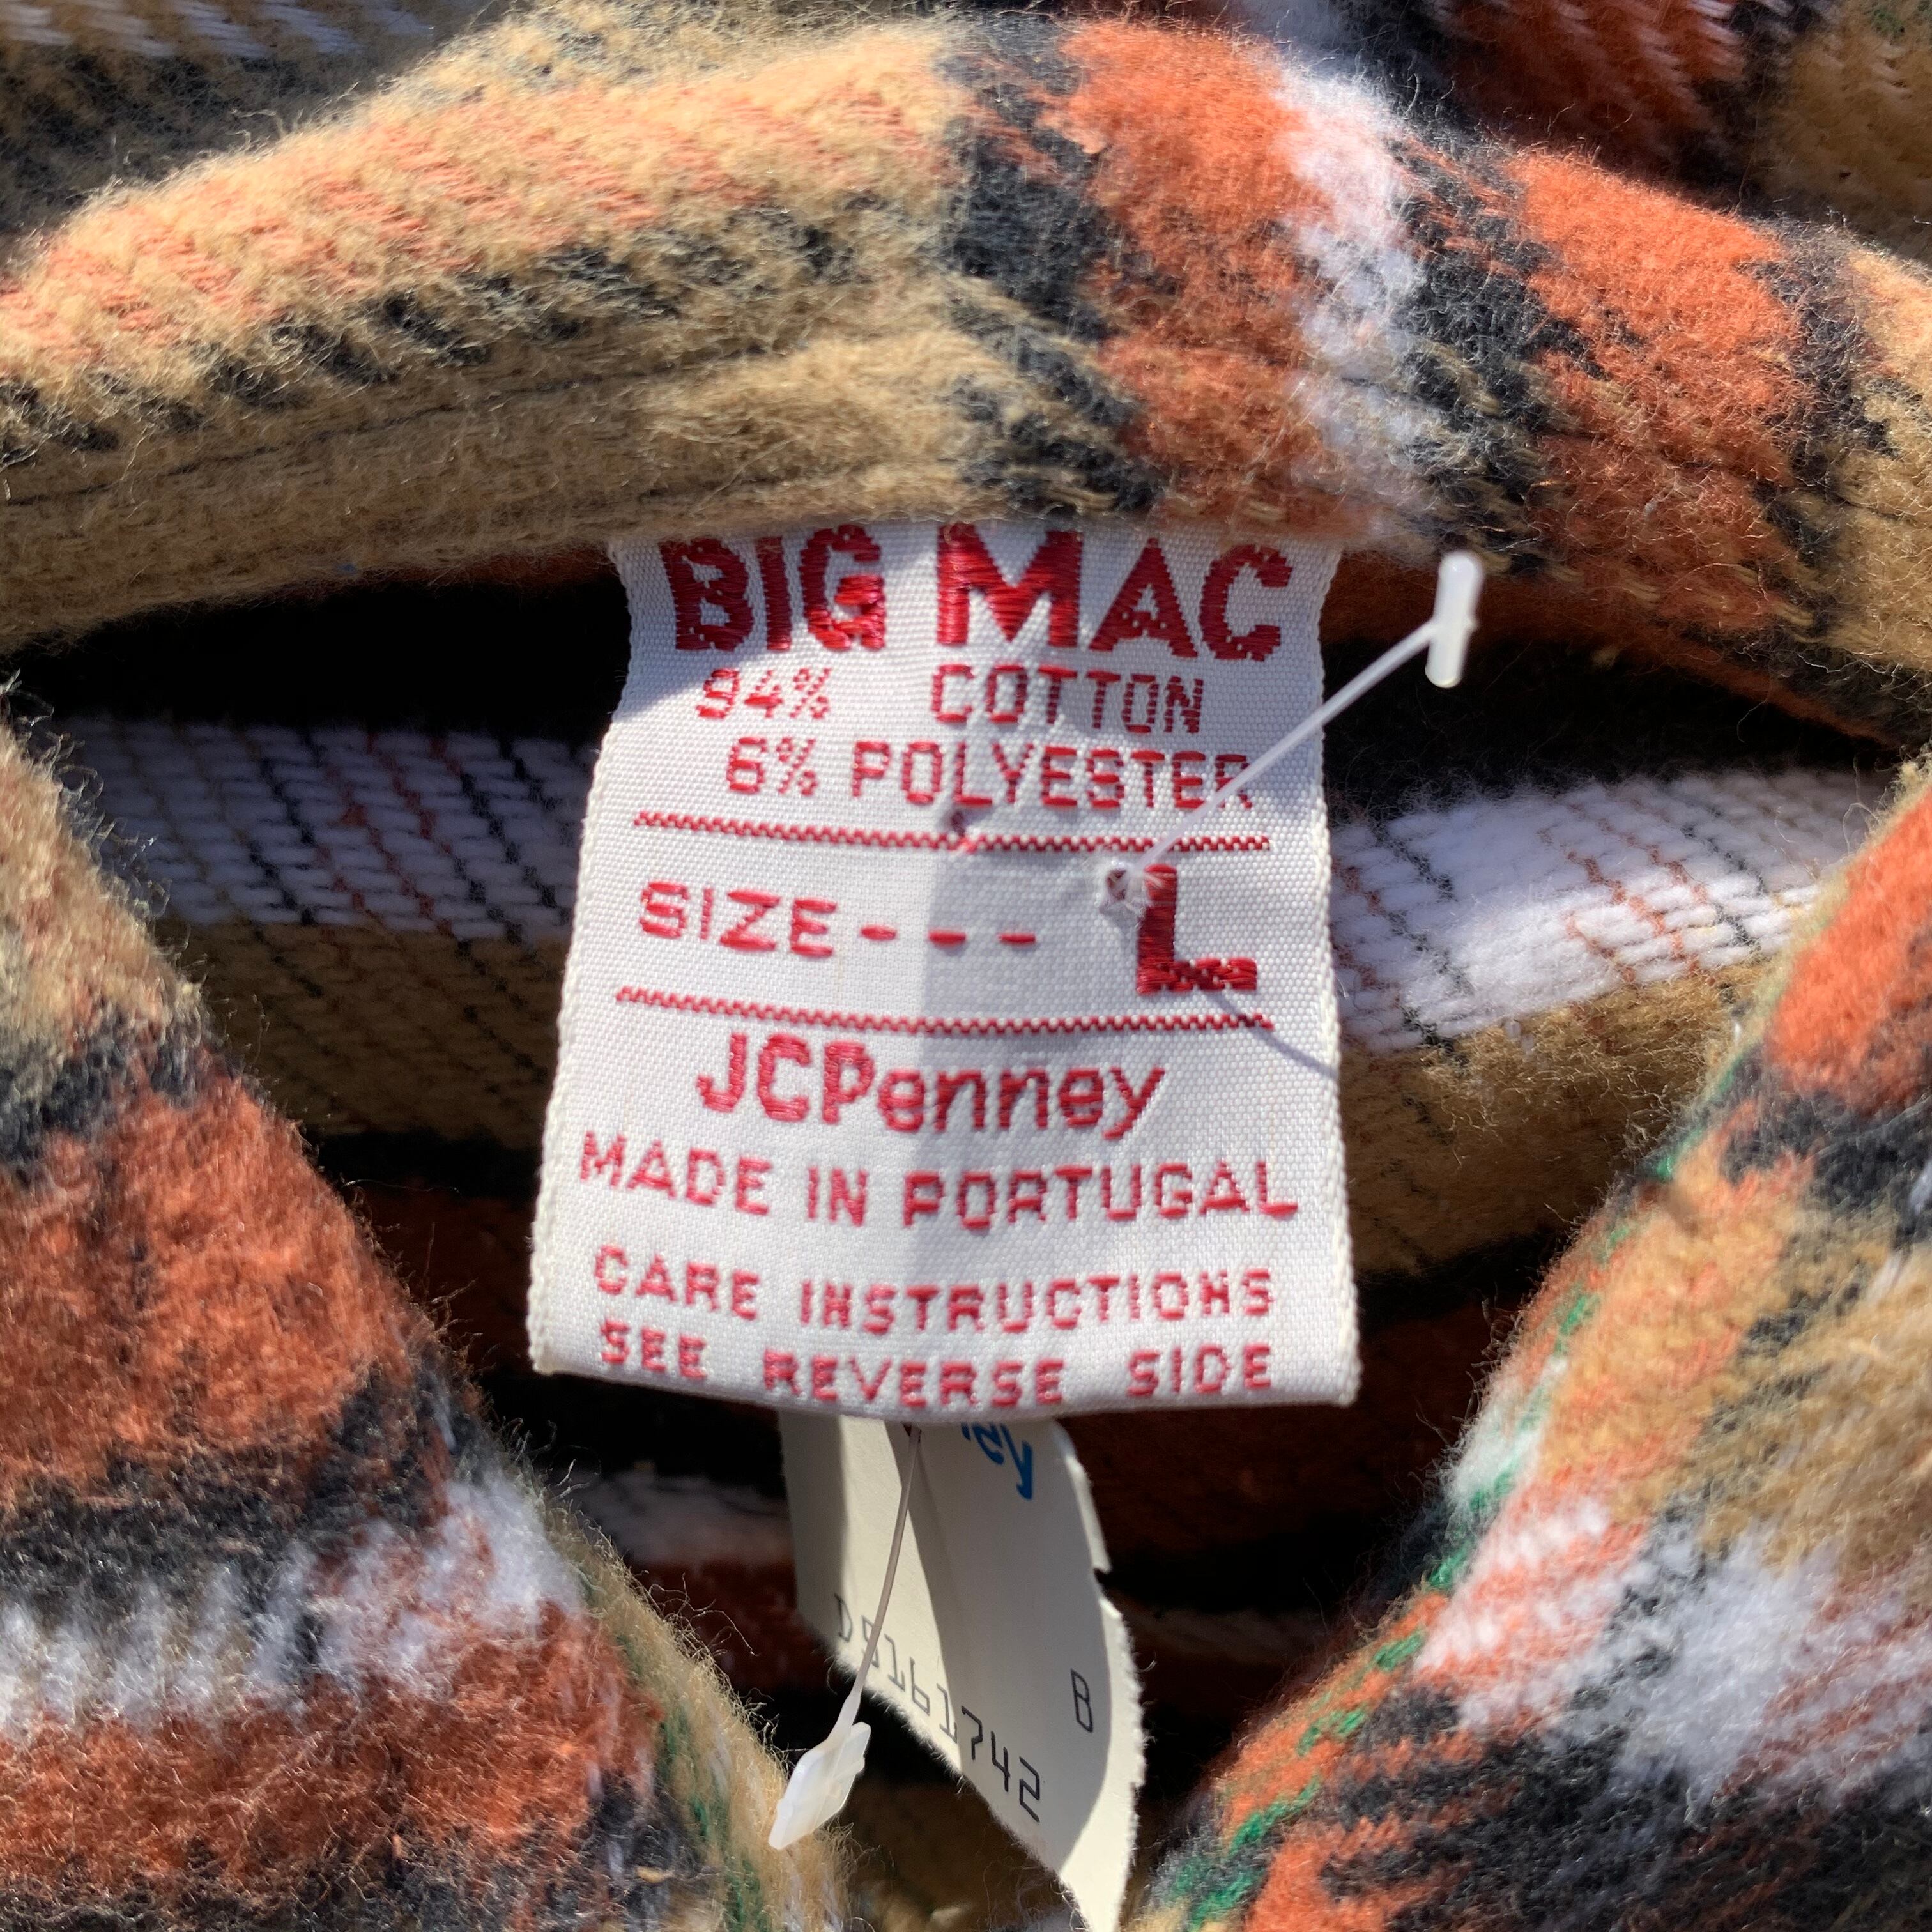 BIG MAC
94% COTTON
6% POLYESTER
SIZE--- L
JCPenney
MADE IN PORTUGAL
CARE INSTRUCTIONS
SEE REVERSE SIDE
B